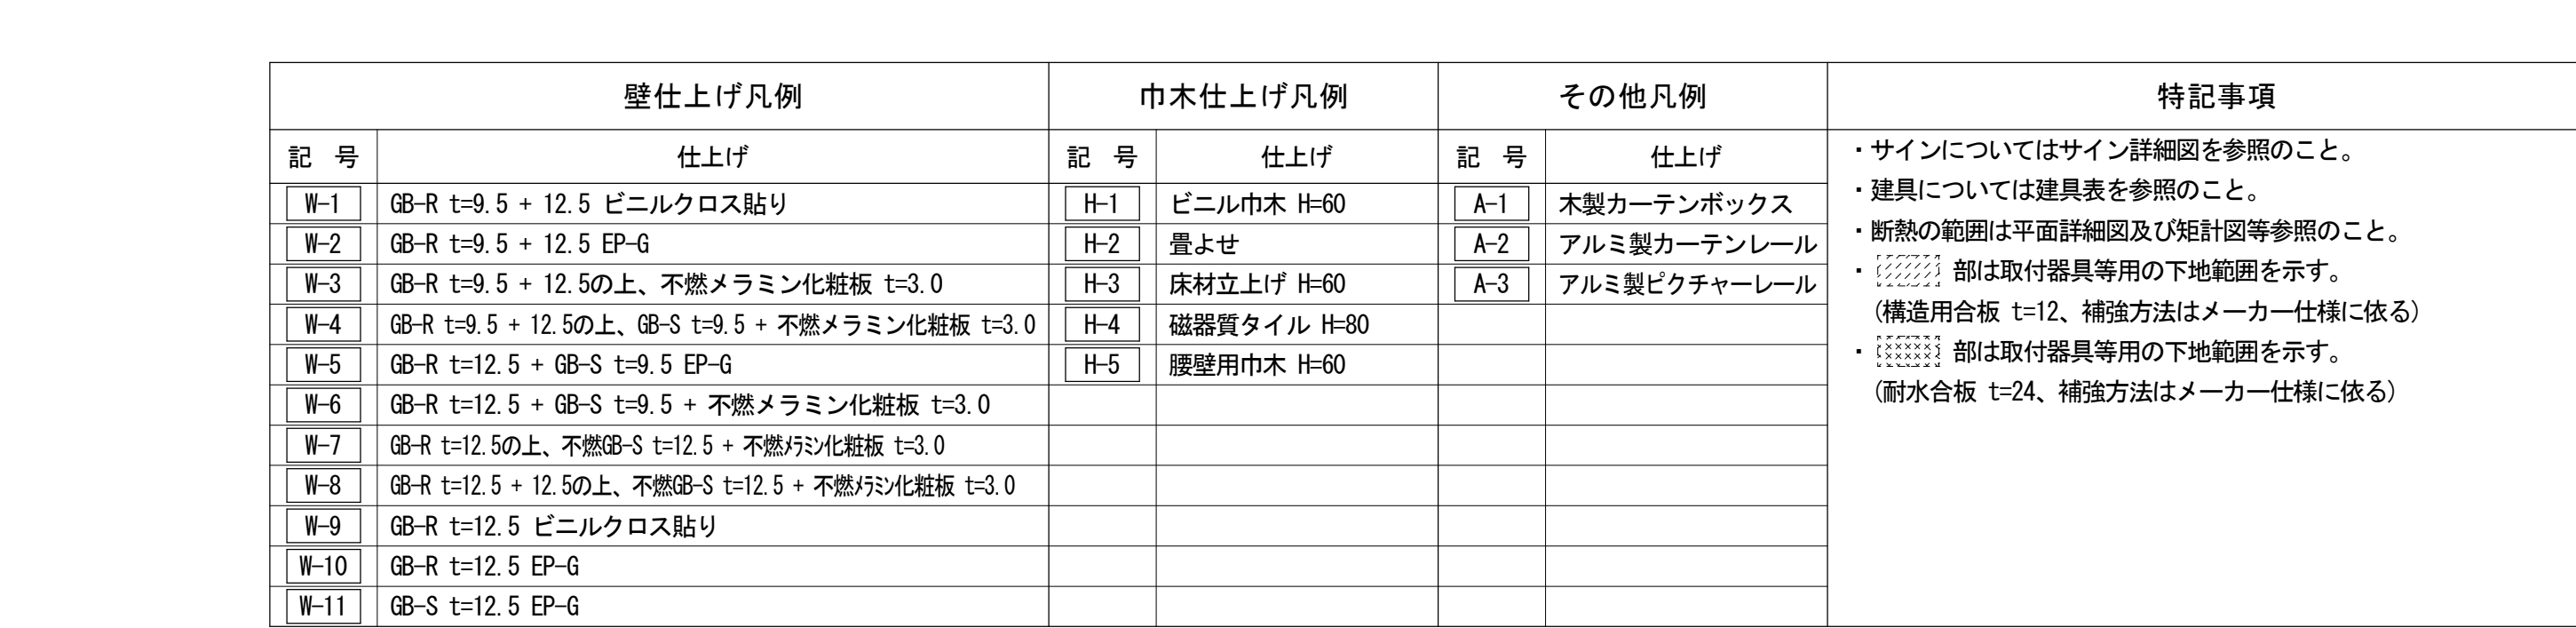 壁仕上げ凡例 巾木仕上げ凡例 その他凡例 特記事項
記　号 仕上げ 記　号 仕上げ 記　号 仕上げ
W-1 GB-R t=9.5 + 12.5 ビニルクロス貼り H-1 ビニル巾木 H=60 A-1 木製カーテンボックス
W-2 GB-R t=9.5 + 12.5 EP-G H-2 畳よせ A-2 アルミ製カーテンレール
W-3 GB-R t=9.5 + 12.5の上、不燃メラミン化粧板 t=3.0 H-3 床材立上げ H=60 A-3 アルミ製ピクチャーレール
W-4 GB-R t=9.5 + 12.5の上、GB-S t=9.5 + 不燃メラミン化粧板 t=3.0 H-4 磁器質タイル H=80
W-5 GB-R t=12.5 + GB-S t=9.5 EP-G H-5 腰壁用巾木 H=60
W-6 GB-R t=12.5 + GB-S t=9.5 + 不燃メラミン化粧板 t=3.0
W-7 GB-R t=12.5の上、不燃GB-S t=12.5 + 不燃ﾒﾗﾐﾝ化粧板 t=3.0
W-8 GB-R t=12.5 + 12.5の上、不燃GB-S t=12.5 + 不燃ﾒﾗﾐﾝ化粧板 t=3.0
W-9 GB-R t=12.5 ビニルクロス貼り
W-10 GB-R t=12.5 EP-G
W-11 GB-S t=12.5 EP-G
・サインについてはサイン詳細図を参照のこと。
・建具については建具表を参照のこと。
・断熱の範囲は平面詳細図及び矩計図等参照のこと。
・ 部は取付器具等用の下地範囲を示す。
(構造用合板 t=12、補強方法はメーカー仕様に依る)
・ 部は取付器具等用の下地範囲を示す。
(耐水合板 t=24、補強方法はメーカー仕様に依る)